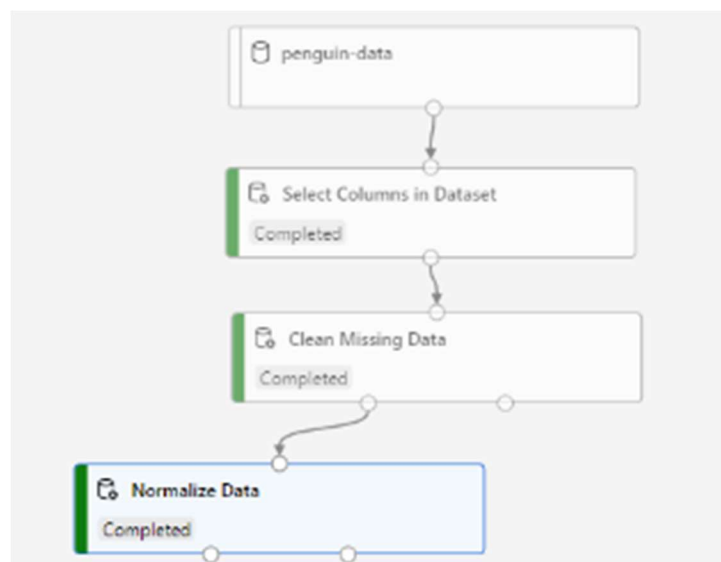 penguin-data
Select Columns in Dataset
Completed
Clean Missing Data
Completed
Normalize Data
Completed